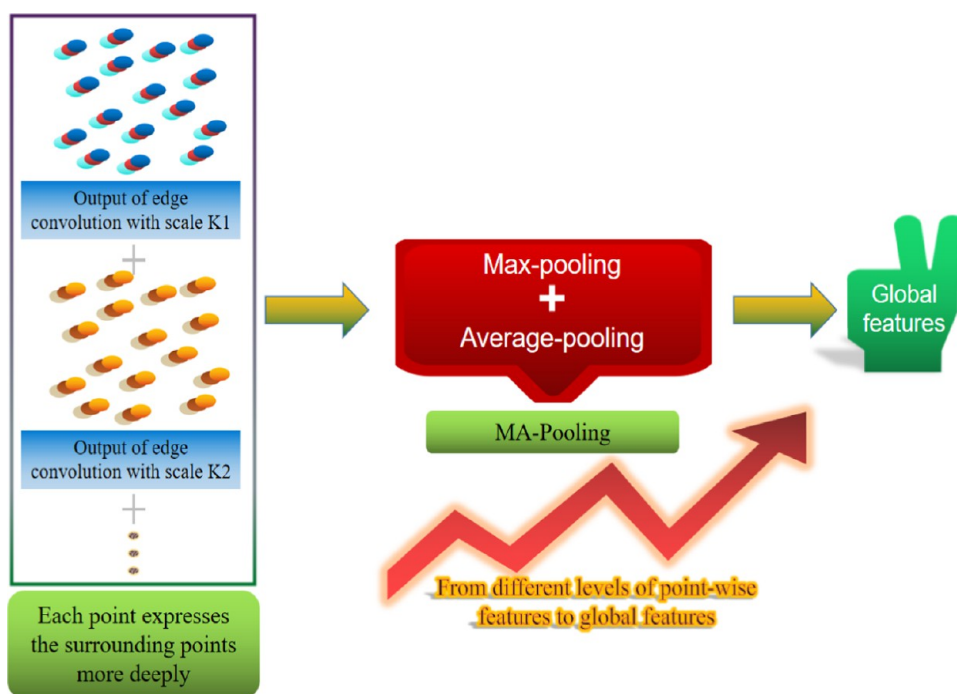 Output of edge
convolution with scale K1
+
Output of edge
convolution with scale K2
+
Each point expresses
the surrounding points
more deeply
Max-pooling
+
Average-pooling
MA-Pooling
From different levels of point-wise
features to global features
Global
features